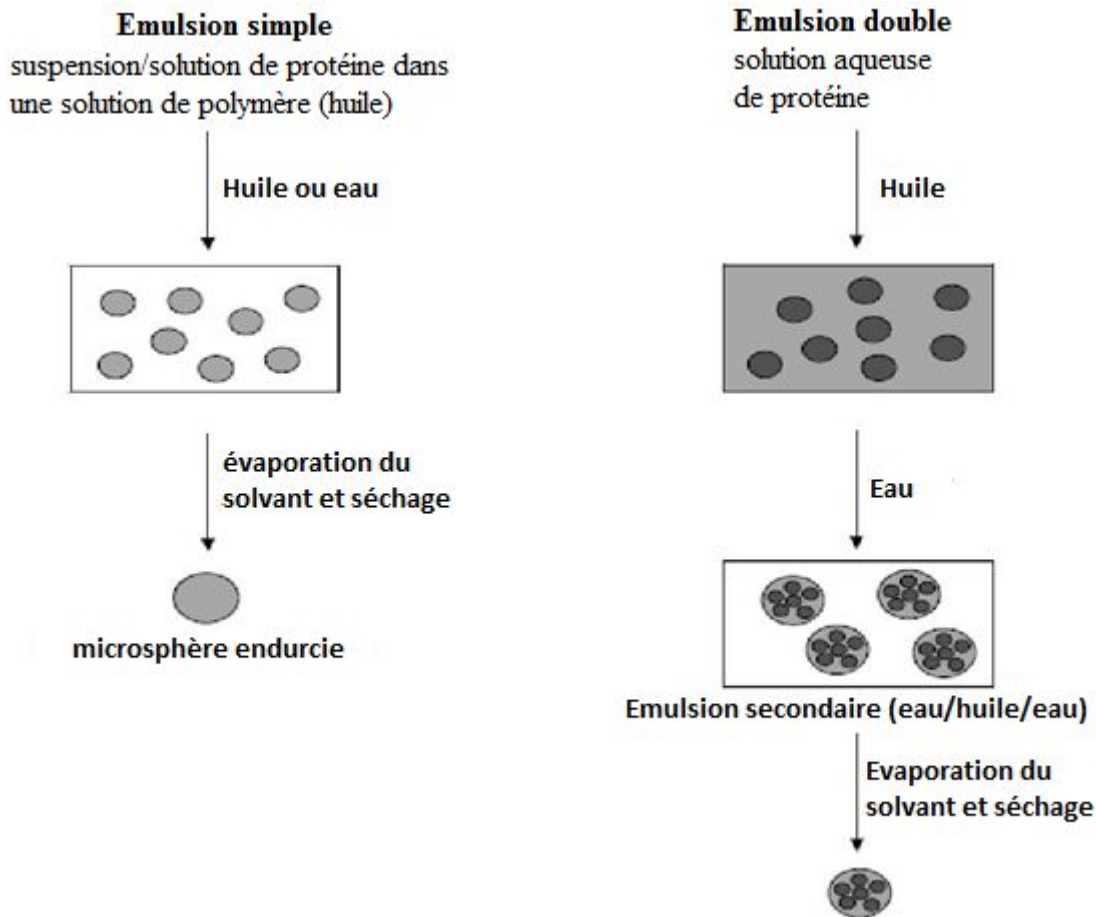 Emulsion simple
suspension/solution de protéine dans
une solution de polymère (huile)
Huile ou eau
évaporation du
solvant et séchage
microsphère endurcie
Emulsion double
solution aqueuse
de protéine
Huile
Eau
Emulsion secondaire (eau/huile/eau)
Evaporation du
solvant et séchage